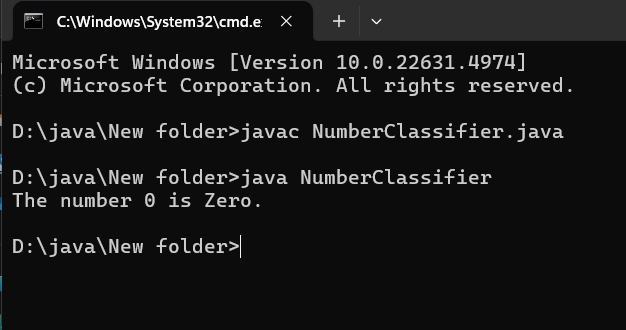 C:\Windows\System32\cmd.e
Microsoft Windows [Version 10.0.22631.4974]
(c) Microsoft Corporation. All rights reserved.
D:\java\New folder>javac NumberClassifier.java
D:\java\New folder>java NumberClassifier
The number 0 is Zero.
D:\java\New folder>